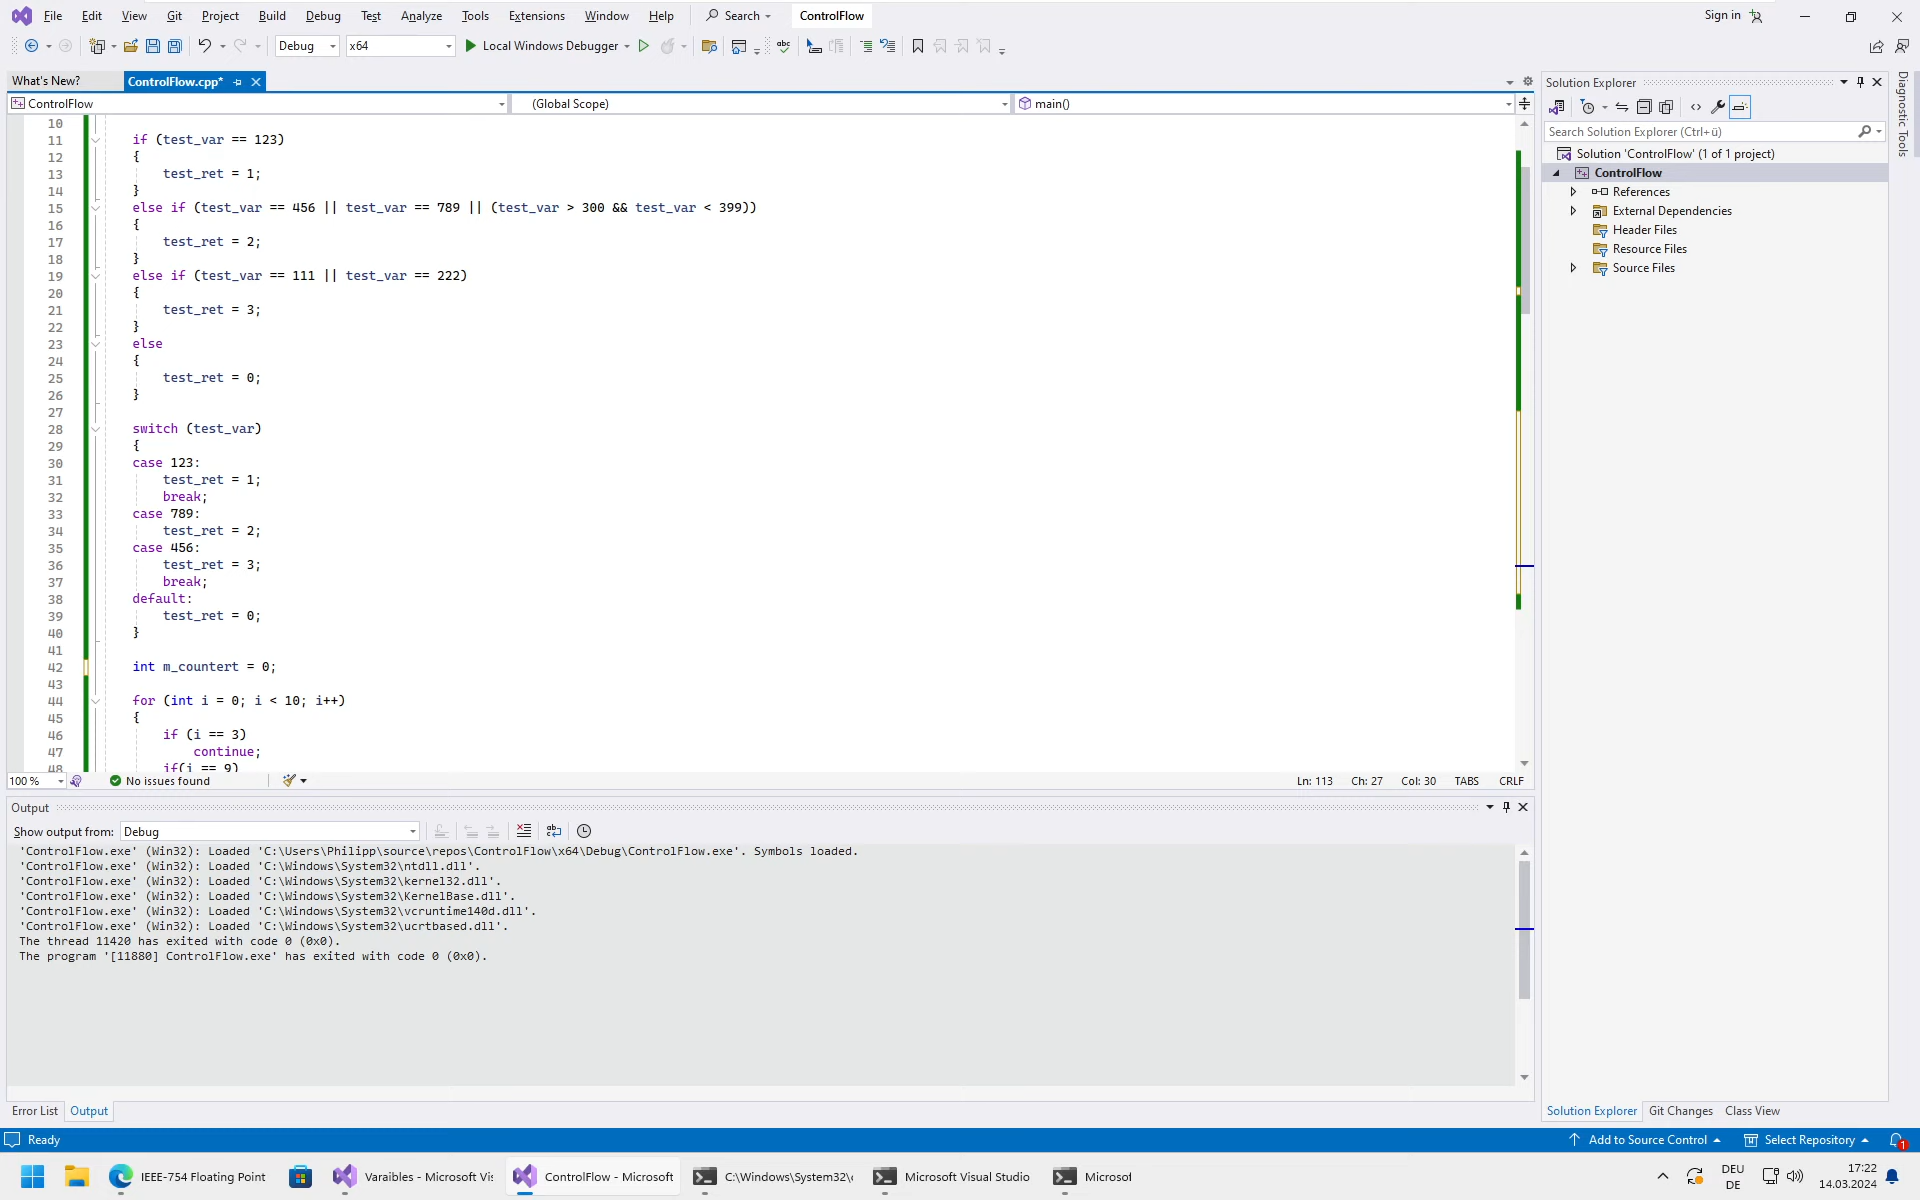 File Edit View Git Project Build Debug Test Analyze Tools Extensions Window Help Search ControlFlow Sign in
Debug x64 Local Windows Debugger
What's New? ControlFlow.cpp*
ControlFlow (Global Scope) main()
10
11 if (test_var == 123)
12 {
13 test_ret = 1;
14 }
15 else if (test_var == 456 || test_var == 789 || (test_var > 300 && test_var < 399))
16 {
17 test_ret = 2;
18 }
19 else if (test_var == 111 || test_var == 222)
20 {
21 test_ret = 3;
22 }
23 else
24 {
25 test_ret = 0;
26 }
27
28 switch (test_var)
29 {
30 case 123:
31 test_ret = 1;
32 break;
33 case 789:
34 test_ret = 2;
35 case 456:
36 test_ret = 3;
37 break;
38 default:
39 test_ret = 0;
40 }
41
42 int m_countert = 0;
43
44 for (int i = 0; i < 10; i++)
45 {
46 if (i == 3)
47 continue;
48 if(i == 9)
100 % No issues found Ln: 113 Ch: 27 Col: 30 TABS CRLF
Output
Show output from: Debug
'ControlFlow.exe' (Win32): Loaded 'C:\Users\Philipp\source\repos\ControlFlow\x64\Debug\ControlFlow.exe'. Symbols loaded.
'ControlFlow.exe' (Win32): Loaded 'C:\Windows\System32\ntdll.dll'.
'ControlFlow.exe' (Win32): Loaded 'C:\Windows\System32\kernel32.dll'.
'ControlFlow.exe' (Win32): Loaded 'C:\Windows\System32\KernelBase.dll'.
'ControlFlow.exe' (Win32): Loaded 'C:\Windows\System32\vcruntime140d.dll'.
'ControlFlow.exe' (Win32): Loaded 'C:\Windows\System32\ucrtbased.dll'.
The thread 11420 has exited with code 0 (0x0).
The program '[11880] ControlFlow.exe' has exited with code 0 (0x0).
Error List Output
Solution Explorer
Search Solution Explorer (Ctrl+ü)
Solution 'ControlFlow' (1 of 1 project)
ControlFlow
References
External Dependencies
Header Files
Resource Files
Source Files
Solution Explorer Git Changes Class View
Diagnostic Tools
Ready Add to Source Control Select Repository 1
IEEE-754 Floating Point Varaibles - Microsoft Vis ControlFlow - Microsoft C:\Windows\System32\ Microsoft Visual Studio Microsof
DEU
DE
17:22
14.03.2024